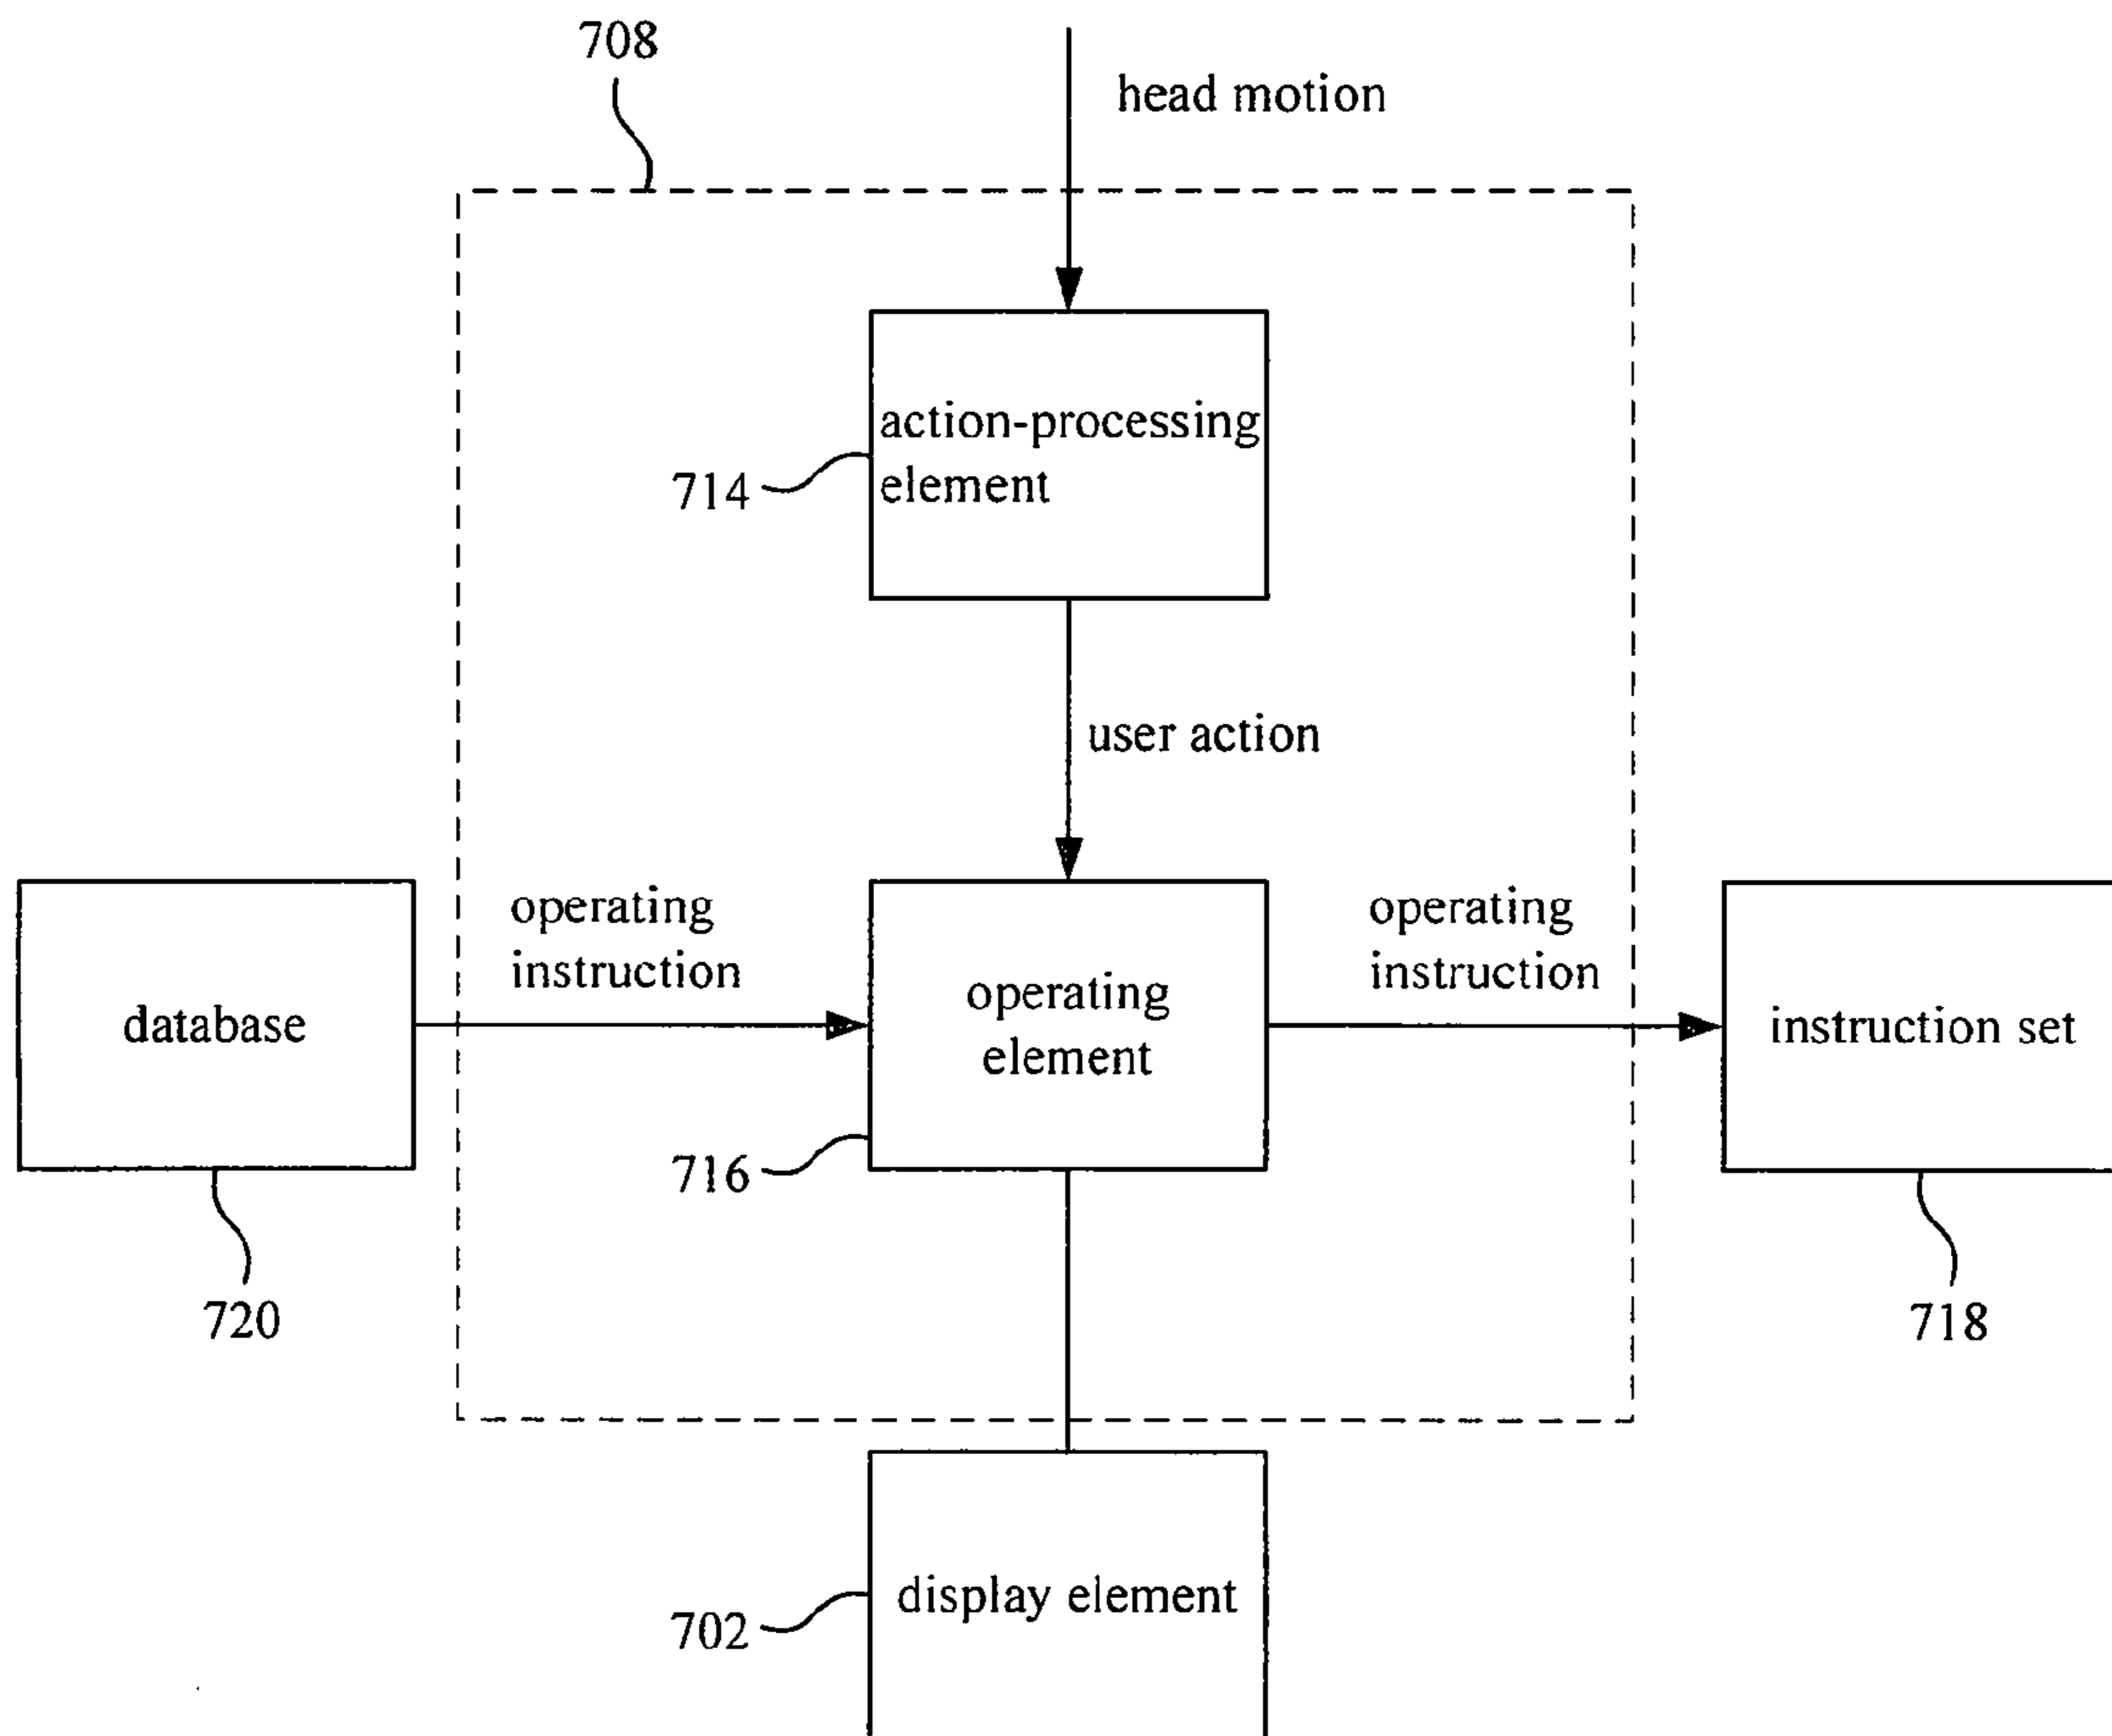 708
head motion
action-processing
element
714
user action
operating
instruction
operating
instruction
database
operating
element
instruction set
716
720
718
display element
702